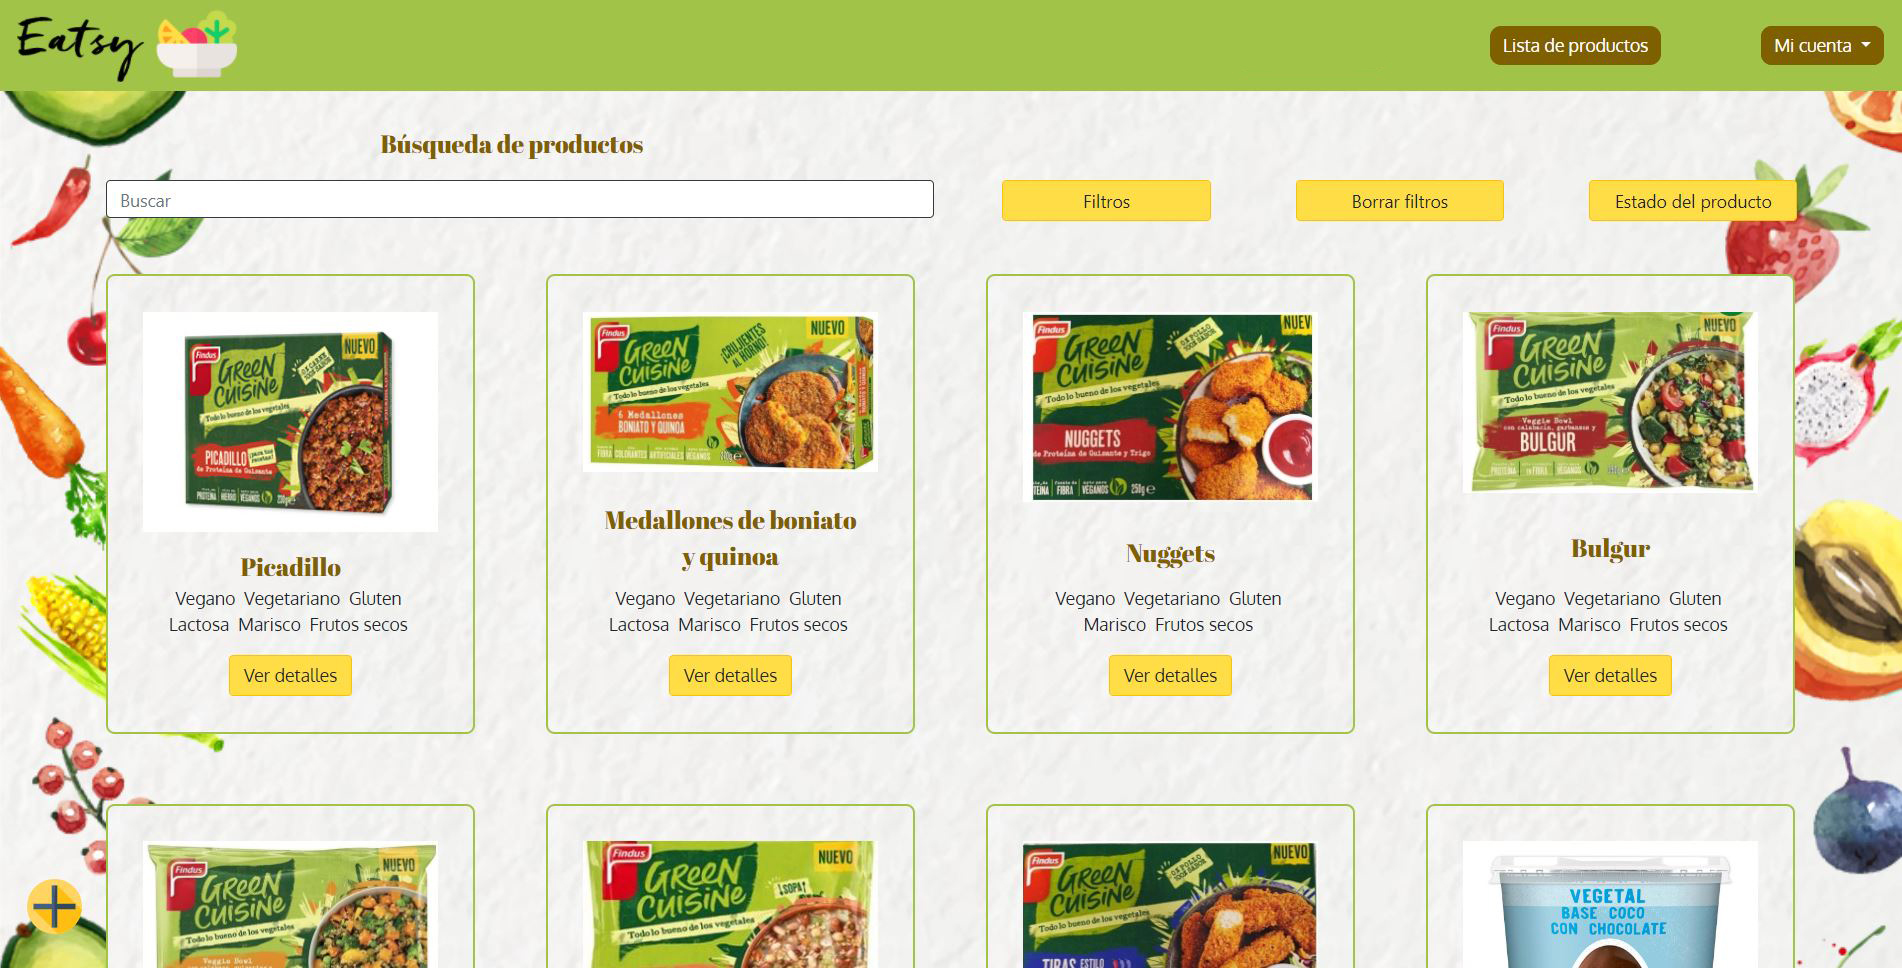 Eatsy
Lista de productos
Mi cuenta
Búsqueda de productos
Buscar
Filtros
Borrar filtros
Estado del producto
Findus
NUEVO
GREEN CUISINE
Todo lo bueno de los vegetales
PICADILLO
de Proteína de Guisante
Picadillo
Vegano Vegetariano Gluten
Lactosa Marisco Frutos secos
Ver detalles
Findus
NUEVO
GREEN CUISINE
¡CRUJIENTES
AL HORNO!
Todo lo bueno de los vegetales
6 Medallones
BONIATO Y QUINOA
Medallones de boniato
y quinoa
Vegano Vegetariano Gluten
Lactosa Marisco Frutos secos
Ver detalles
Findus
GREEN CUISINE
Todo lo bueno de los vegetales
NUGGETS
de Proteína de Guisante y Trigo
FIBRA
VEGANOS
250g e
Nuggets
Vegano Vegetariano Gluten
Marisco Frutos secos
Ver detalles
Findus
NUEVO
GREEN CUISINE
Todo lo bueno de los vegetales
Veggie Bowl
con calabacín, garbanzos y
BULGUR
Bulgur
Vegano Vegetariano Gluten
Lactosa Marisco Frutos secos
Ver detalles
Findus
NUEVO
GREEN CUISINE
Todo lo bueno de los vegetales
Veggie Bowl
Findus
NUEVO
GREEN CUISINE
¡SOPA!
Todo lo bueno de los vegetales
Findus
NUEVO
GREEN CUISINE
Todo lo bueno de los vegetales
TIRAS ESTILO
VEGETAL
BASE COCO
CON CHOCOLATE